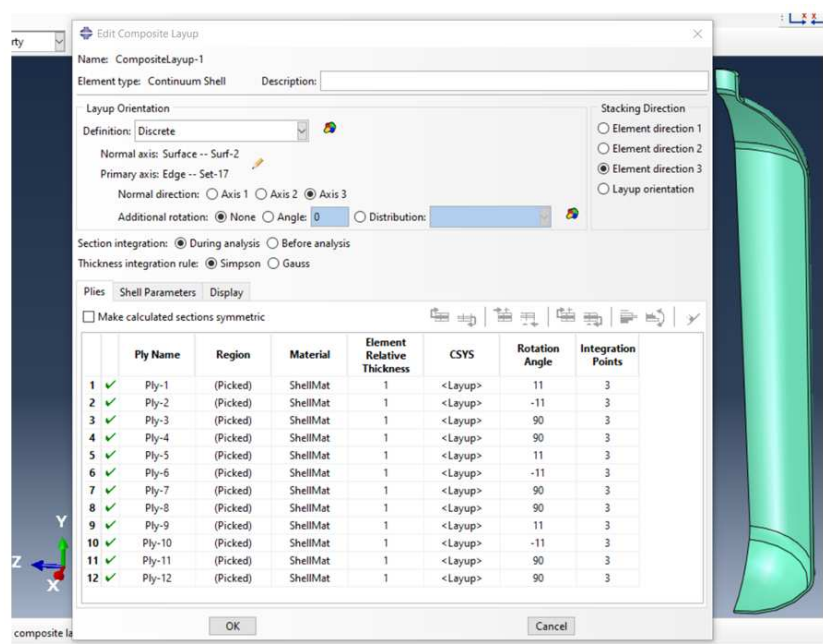 rty
Edit Composite Layup
Name: CompositeLayup-1
Element type: Continuum Shell Description:
Layup Orientation
Definition: Discrete
Normal axis: Surface -- Surf-2
Primary axis: Edge -- Set-17
Normal direction: Axis 1 Axis 2 Axis 3
Additional rotation: None Angle: 0 Distribution:
Stacking Direction
Element direction 1
Element direction 2
Element direction 3
Layup orientation
Section integration: During analysis Before analysis
Thickness integration rule: Simpson Gauss
Plies Shell Parameters Display
Make calculated sections symmetric
Ply Name Region Material Element Relative Thickness CSYS Rotation Angle Integration Points
1 Ply-1 (Picked) ShellMat 1 <Layup> 11 3
2 Ply-2 (Picked) ShellMat 1 <Layup> -11 3
3 Ply-3 (Picked) ShellMat 1 <Layup> 90 3
4 Ply-4 (Picked) ShellMat 1 <Layup> 90 3
5 Ply-5 (Picked) ShellMat 1 <Layup> 11 3
6 Ply-6 (Picked) ShellMat 1 <Layup> -11 3
7 Ply-7 (Picked) ShellMat 1 <Layup> 90 3
8 Ply-8 (Picked) ShellMat 1 <Layup> 90 3
9 Ply-9 (Picked) ShellMat 1 <Layup> 11 3
10 Ply-10 (Picked) ShellMat 1 <Layup> -11 3
11 Ply-11 (Picked) ShellMat 1 <Layup> 90 3
12 Ply-12 (Picked) ShellMat 1 <Layup> 90 3
OK Cancel
Y
Z
X
composite la
X X